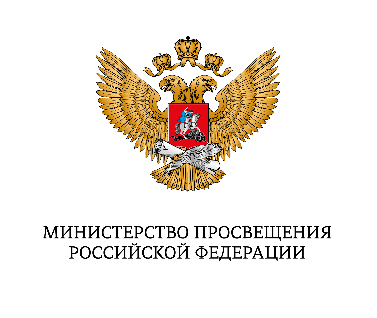 МИНИСТЕРСТВО ПРОСВЕЩЕНИЯ
РОССИЙСКОЙ ФЕДЕРАЦИИ